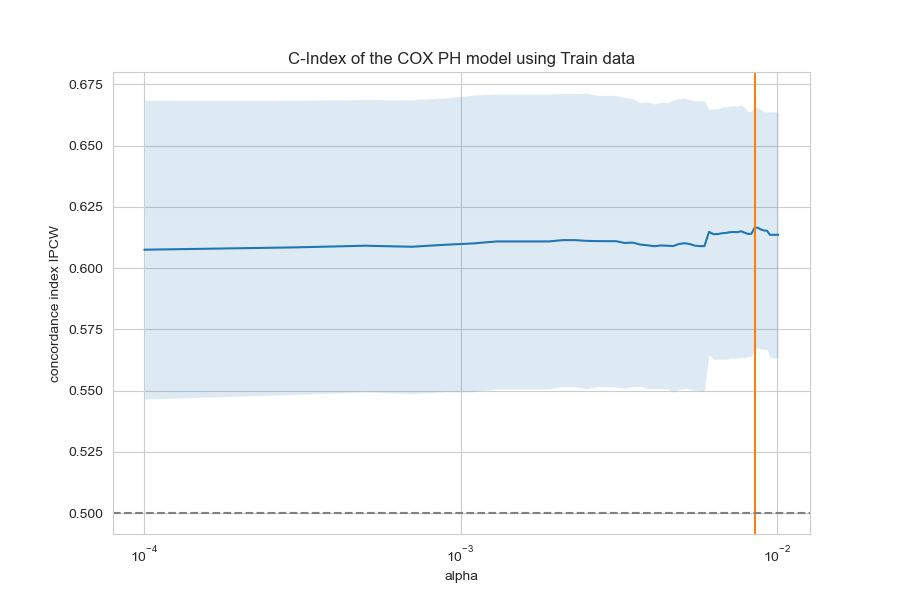 C-Index of the COX PH model using Train data
concordance index IPCW
0.675
0.650
0.625
0.600
0.575
0.550
0.525
0.500
10⁻⁴ 10⁻³ 10⁻²
alpha